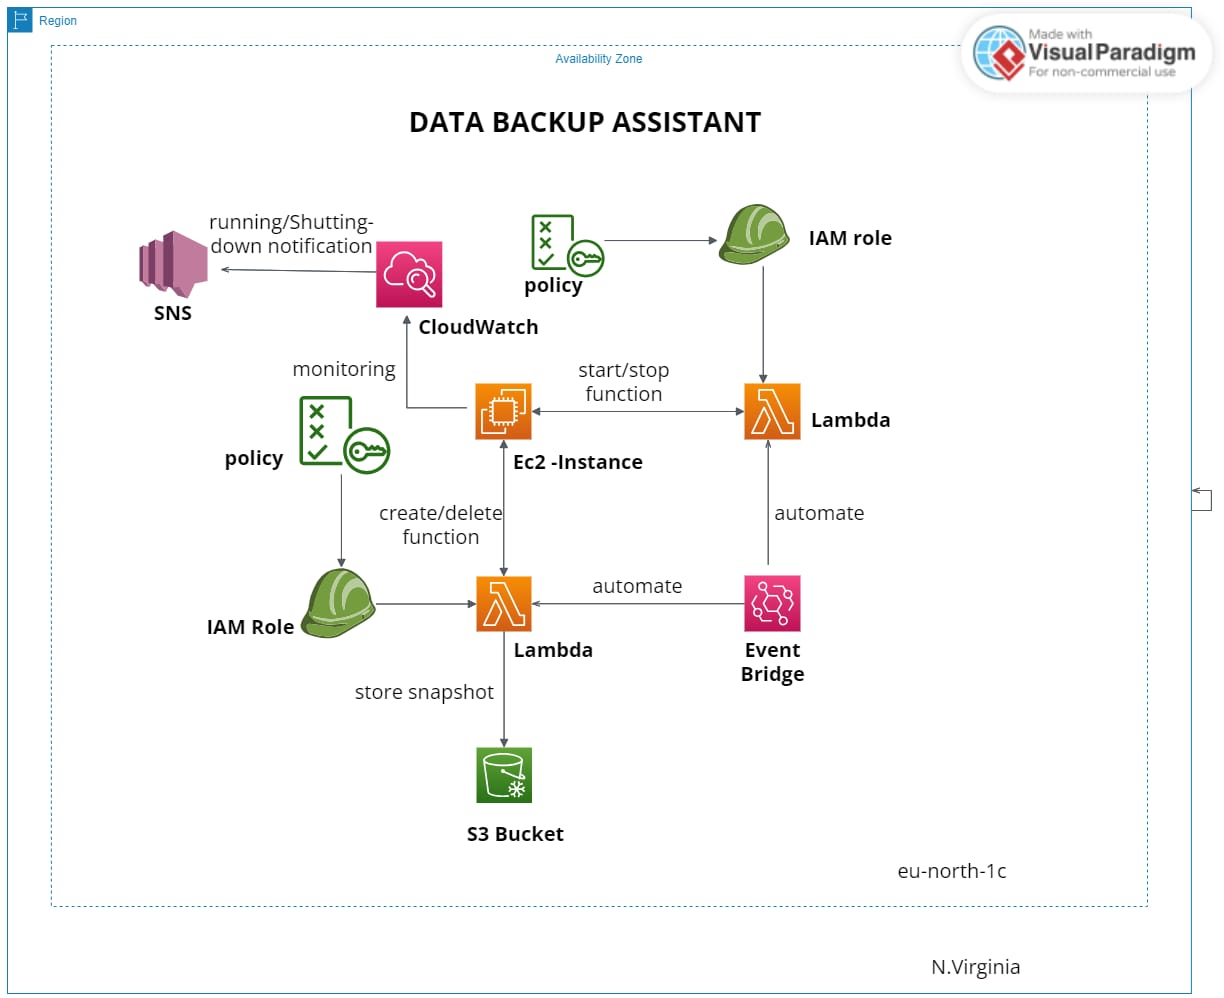 Region
Made with
Visual Paradigm
For non-commercial use
Availability Zone
DATA BACKUP ASSISTANT
running/Shutting-
down notification
SNS
CloudWatch
policy
IAM role
monitoring
start/stop
function
Lambda
policy
Ec2 -Instance
create/delete
function
automate
automate
IAM Role
Lambda
Event
Bridge
store snapshot
S3 Bucket
eu-north-1c
N.Virginia